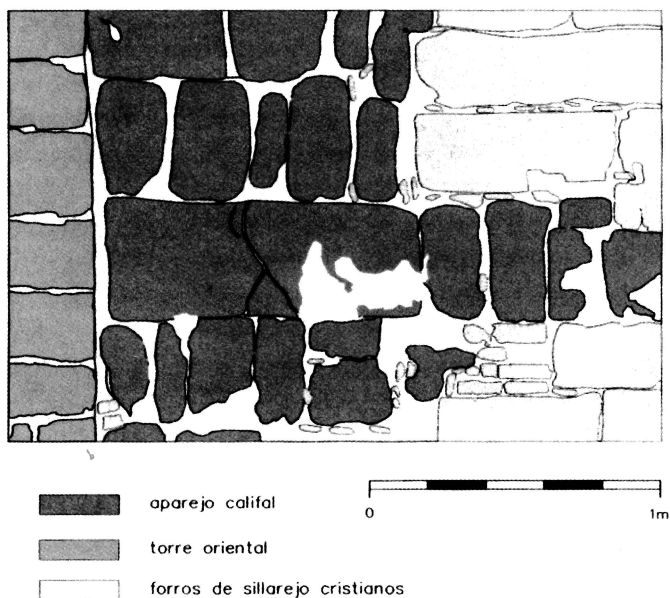 0 1m
aparejo califal
torre oriental
forros de sillarejo cristianos